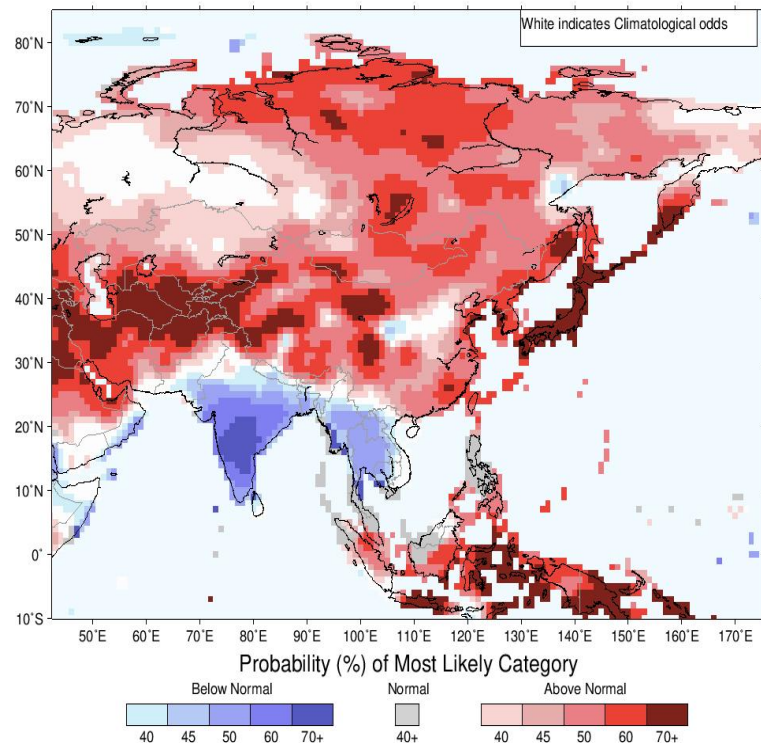 White indicates Climatological odds
80°N
70°N
60°N
50°N
40°N
30°N
20°N
10°N
0°
10°S
50°E 60°E 70°E 80°E 90°E 100°E 110°E 120°E 130°E 140°E 150°E 160°E 170°E
Probability (%) of Most Likely Category
Below Normal Normal Above Normal
40 45 50 60 70+ 40+ 40 45 50 60 70+